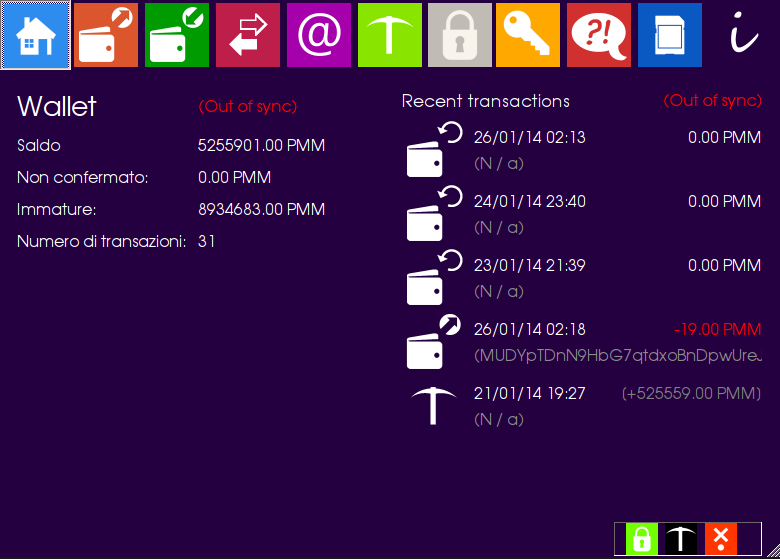 @
?!
i
Wallet (Out of sync)
Saldo 5255901.00 PMM
Non confermato: 0.00 PMM
Immature: 8934683.00 PMM
Numero di transazioni: 31
Recent transactions (Out of sync)
26/01/14 02:13 0.00 PMM
(N / a)
24/01/14 23:40 0.00 PMM
(N / a)
23/01/14 21:39 0.00 PMM
(N / a)
26/01/14 02:18 -19.00 PMM
(MUDYpTDnN9HbG7qtdxoBnDpwUreJ
21/01/14 19:27 [+525559.00 PMM]
(N / a)